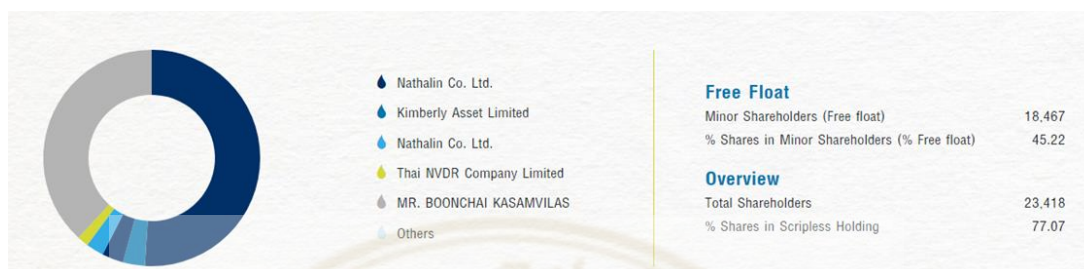 Nathalin Co. Ltd.
Kimberly Asset Limited
Nathalin Co. Ltd.
Thai NVDR Company Limited
MR. BOONCHAI KASAMVILAS
Others
Free Float
Minor Shareholders (Free float) 18,467
% Shares in Minor Shareholders (% Free float) 45.22
Overview
Total Shareholders 23,418
% Shares in Scripless Holding 77.07